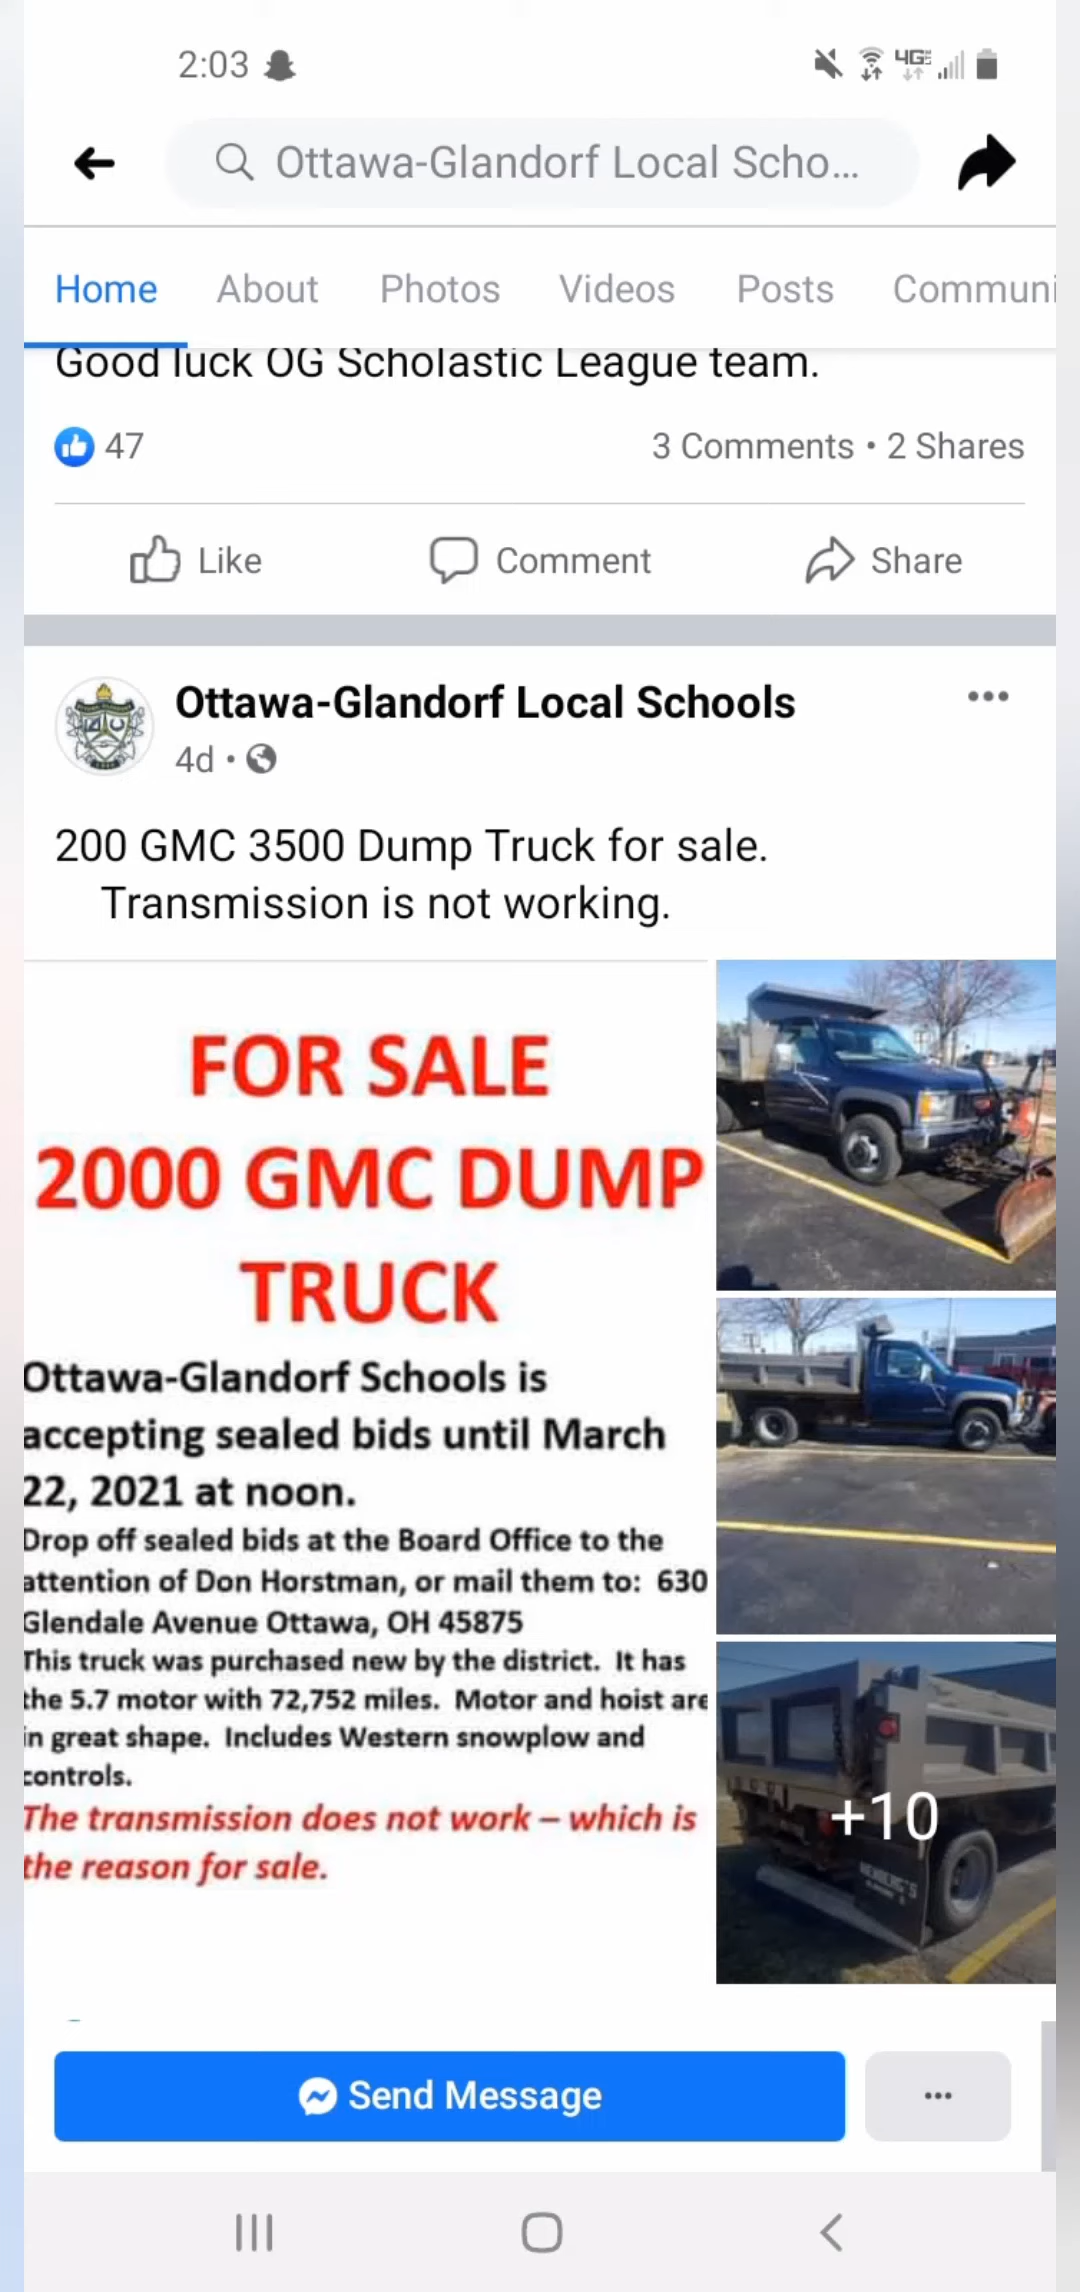 2:03
4GE
Ottawa-Glandorf Local Scho...
Home About Photos Videos Posts Communi
Good luck OG Scholastic League team.
47 3 Comments • 2 Shares
Like Comment Share
Ottawa-Glandorf Local Schools
4d •
200 GMC 3500 Dump Truck for sale.
Transmission is not working.
FOR SALE
2000 GMC DUMP
TRUCK
Ottawa-Glandorf Schools is
accepting sealed bids until March
22, 2021 at noon.
Drop off sealed bids at the Board Office to the
attention of Don Horstman, or mail them to: 630
Glendale Avenue Ottawa, OH 45875
This truck was purchased new by the district. It has
the 5.7 motor with 72,752 miles. Motor and hoist are
in great shape. Includes Western snowplow and
controls.
The transmission does not work – which is
the reason for sale.
+10
Send Message